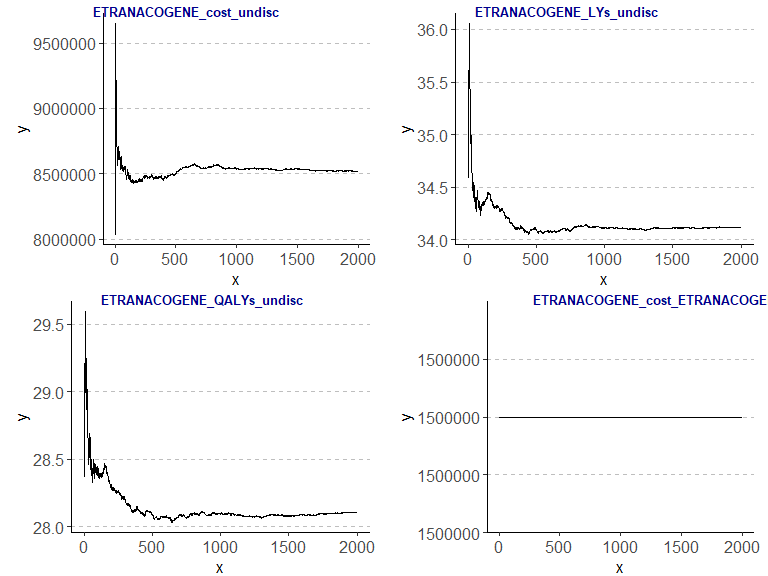 ETRANACOGENE_cost_undisc
9500000
9000000
8500000
8000000
y
0 500 1000 1500 2000
x
ETRANACOGENE_LYs_undisc
36.0
35.5
35.0
34.5
34.0
y
0 500 1000 1500 2000
x
ETRANACOGENE_QALYs_undisc
29.5
29.0
28.5
28.0
y
0 500 1000 1500 2000
x
ETRANACOGENE_cost_ETRANACOGE
1500000
1500000
1500000
1500000
y
0 500 1000 1500 2000
x